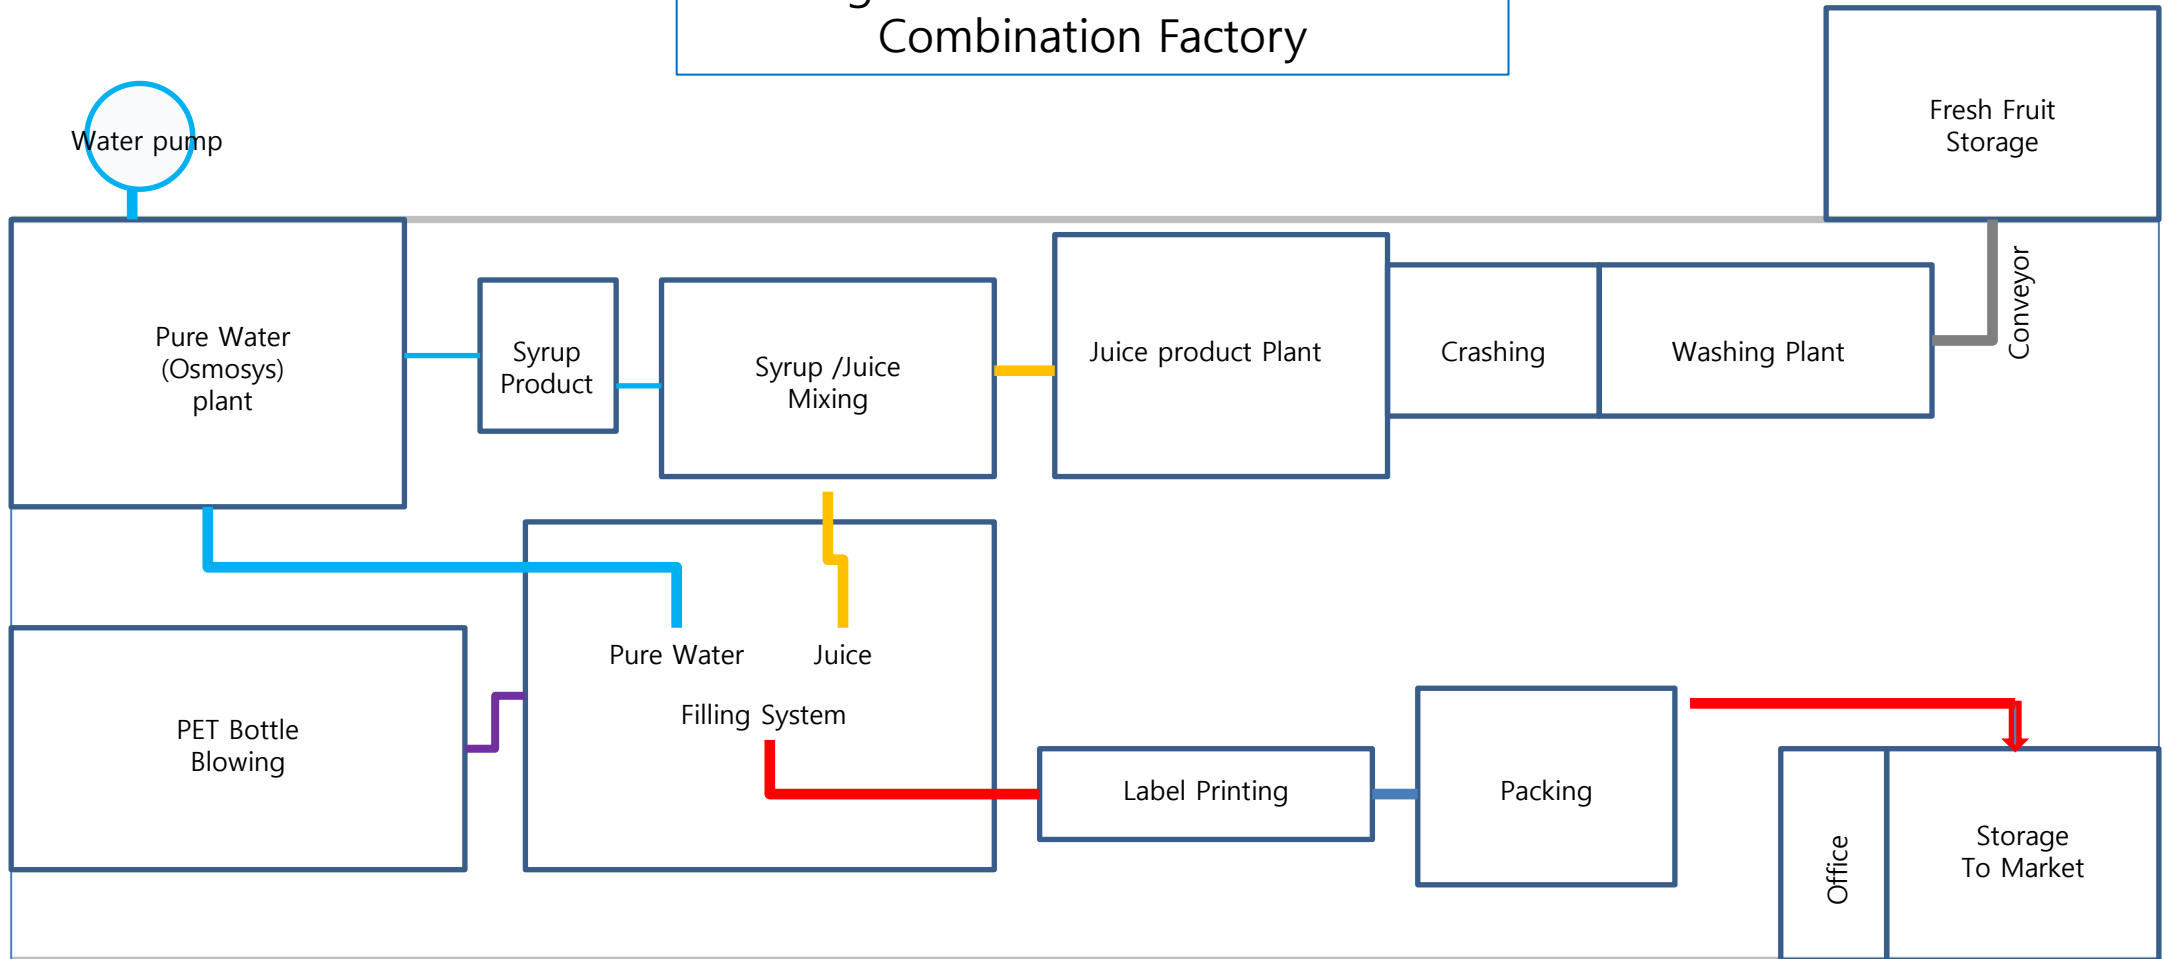 Combination Factory
Fresh Fruit
Storage
Water pump
Conveyor
Pure Water
(Osmosys)
plant
Syrup
Product
Syrup /Juice
Mixing
Juice product Plant
Crashing
Washing Plant
Pure Water
Juice
Filling System
PET Bottle
Blowing
Label Printing
Packing
Office
Storage
To Market